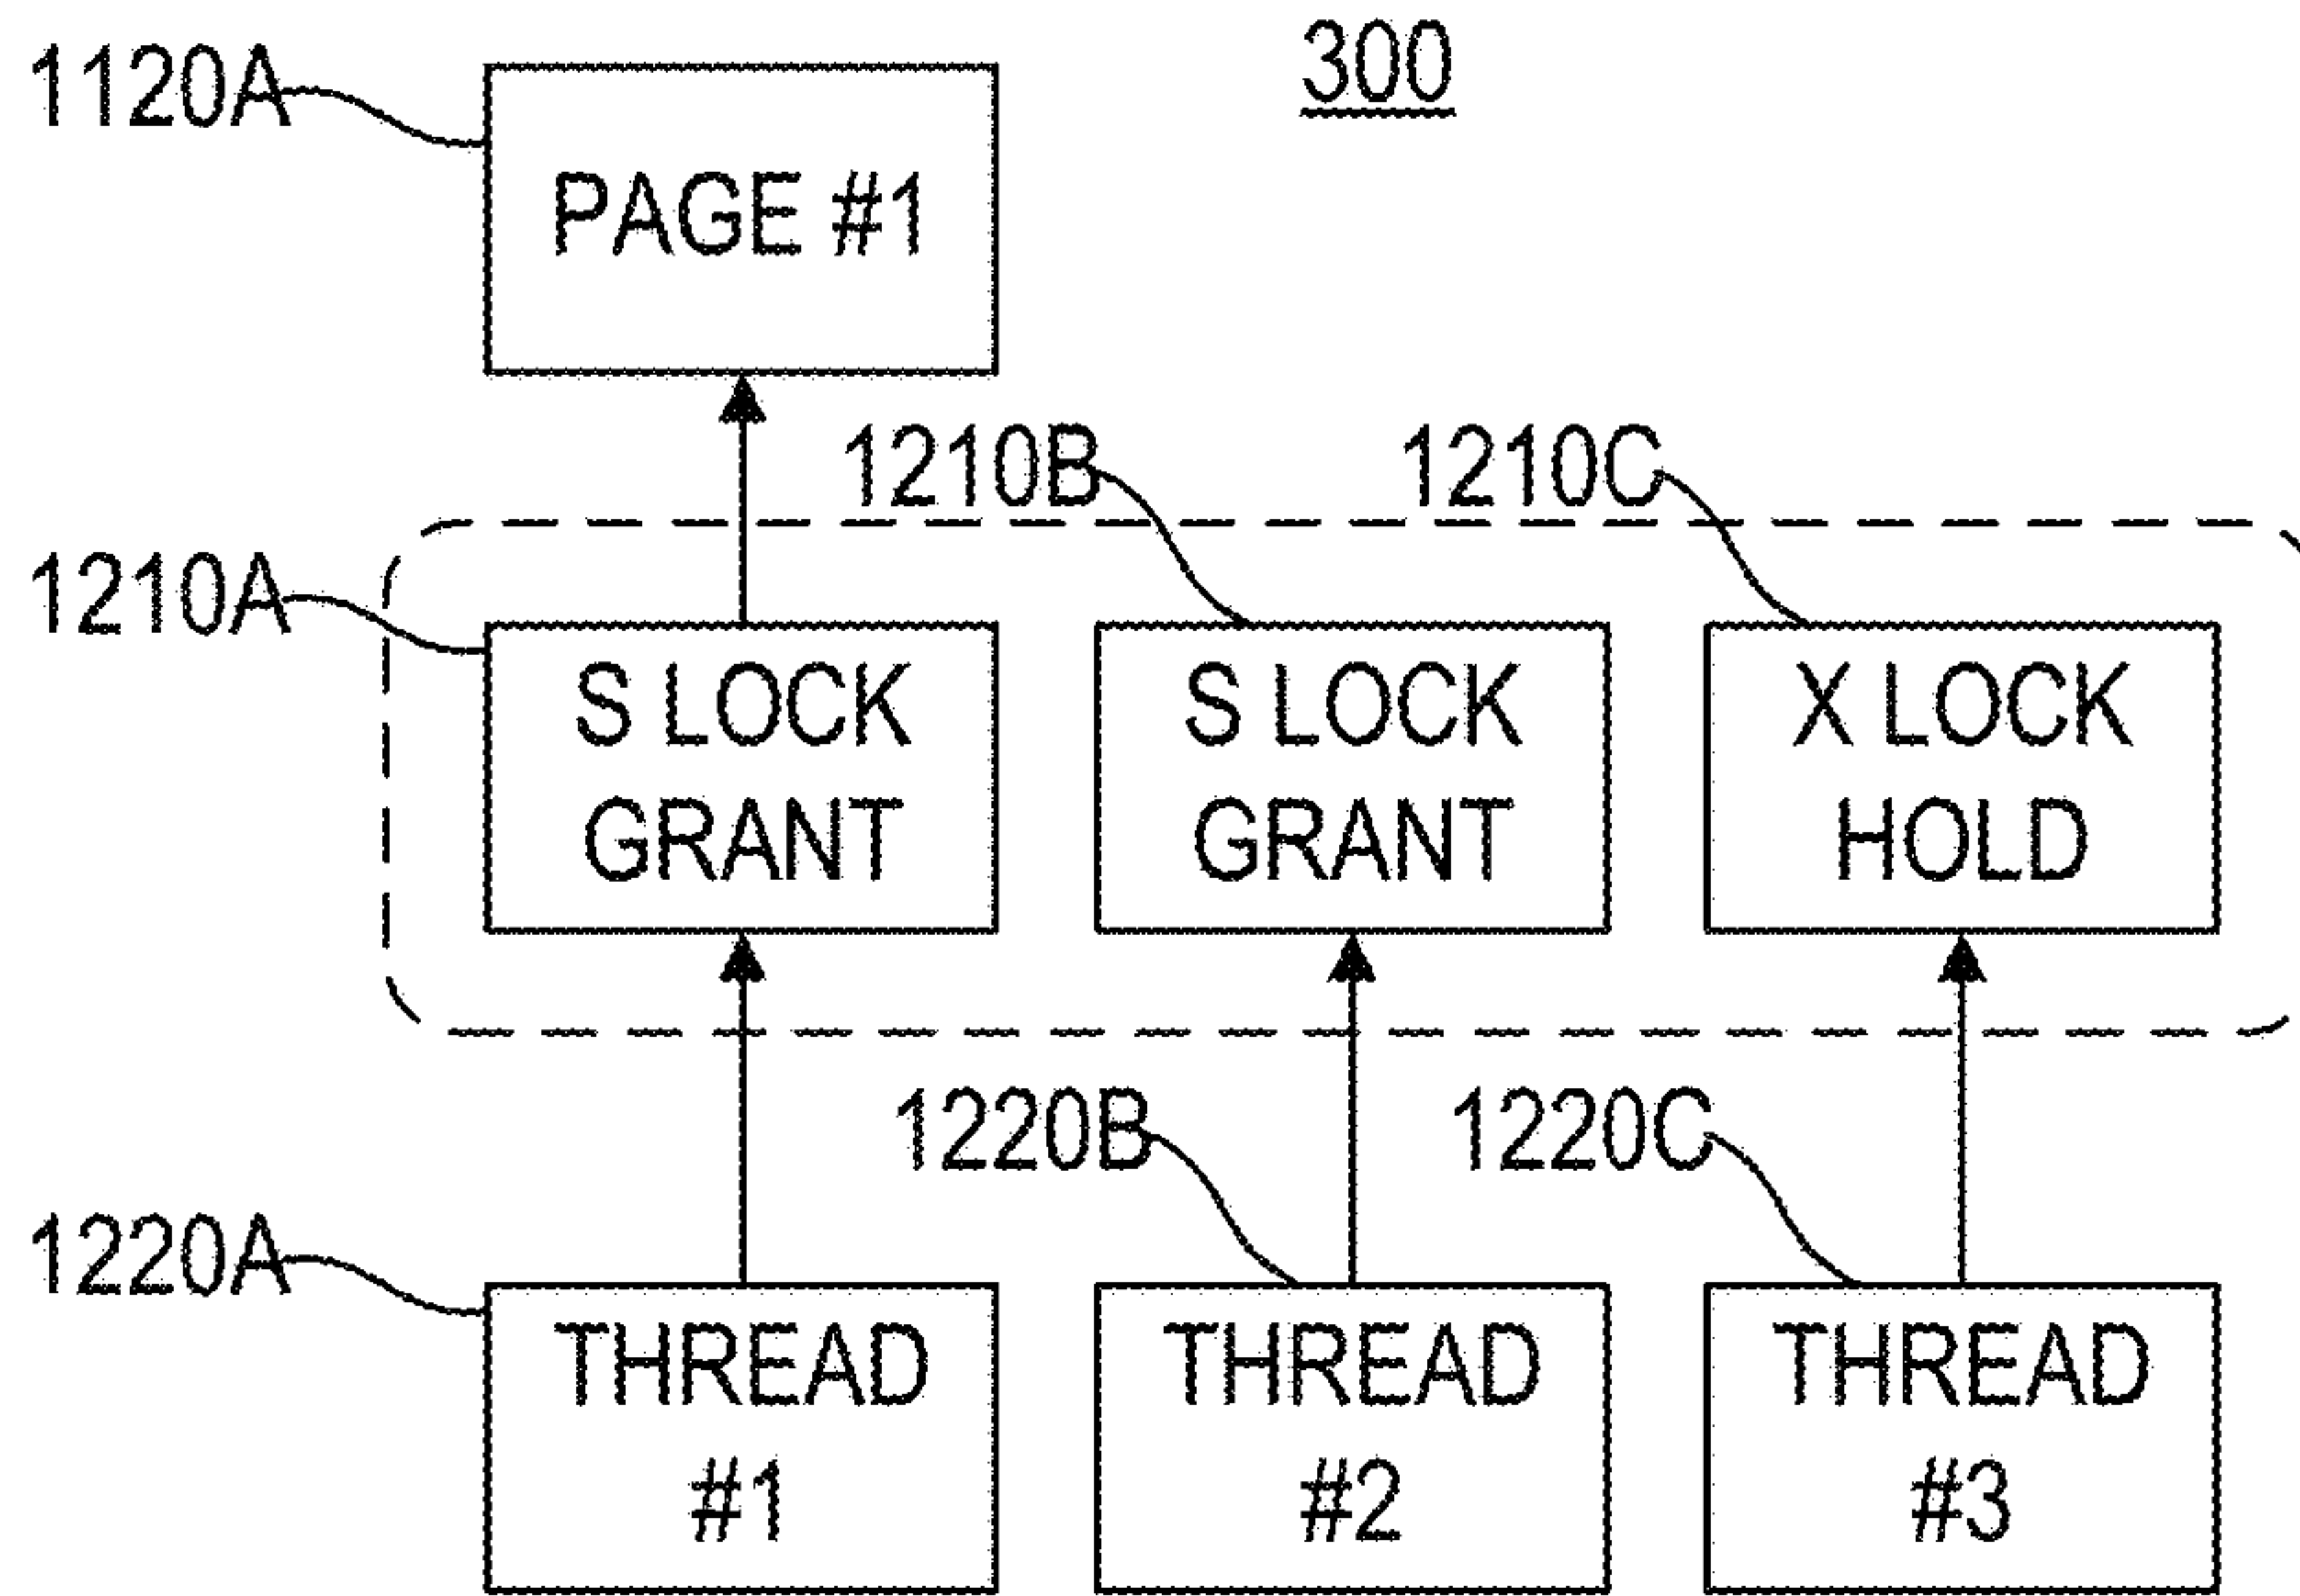 300
1120A
PAGE #1
1210B
1210C
1210A
S LOCK
GRANT
S LOCK
GRANT
X LOCK
HOLD
1220B
1220C
1220A
THREAD
#1
THREAD
#2
THREAD
#3